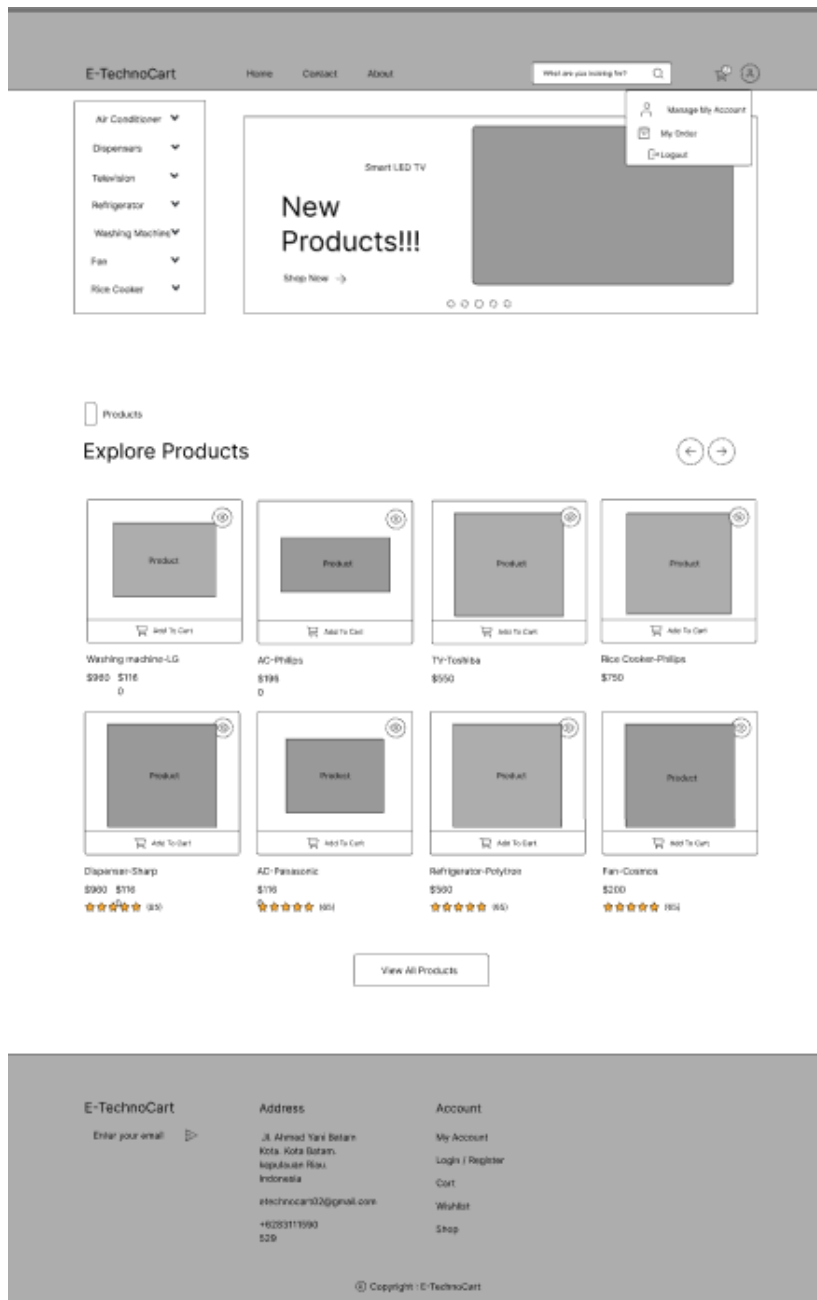 E-TechnoCart
Home Contact About
What are you looking for?
Manage My Account
My Order
Logout
Air Conditioner
Dispensers
Television
Refrigerator
Washing Machine
Fan
Rice Cooker
Smart LED TV
New
Products!!!
Shop Now
Products
Explore Products
Product Product Product Product
Add To Cart Add To Cart Add To Cart Add To Cart
Washing machine-LG AC-Philips TV-Toshiba Rice Cooker-Philips
$960 $116 $196 $550 $750
0 0
Product Product Product Product
Add To Cart Add To Cart Add To Cart Add To Cart
Dispenser-Sharp AC-Panasonic Refrigerator-Polytron Fan-Cosmos
$960 $116 $116 $560 $200
0 0
(65) (65) (65)
View All Products
E-TechnoCart
Enter your email
Address
Jl. Ahmad Yani Batam
Kota. Kota Batam.
kepulauan Riau.
Indonesia
etechnocart02@gmail.com
+6283111690
529
Account
My Account
Login / Register
Cart
Wishlist
Shop
© Copyright : E-TechnoCart